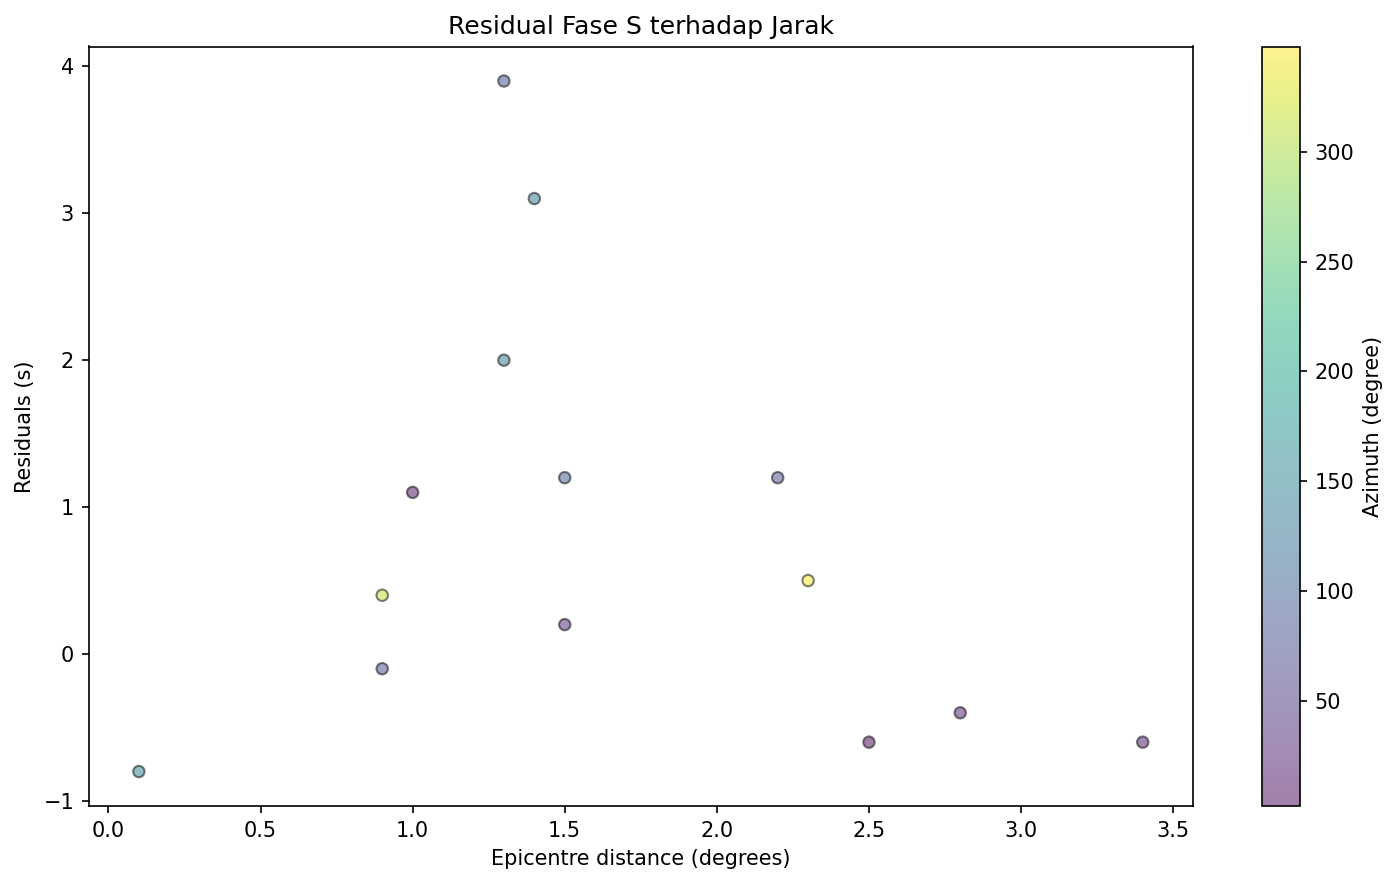 Residual Fase S terhadap Jarak
4
3
2
1
0
−1
Residuals (s)
0.0 0.5 1.0 1.5 2.0 2.5 3.0 3.5
Epicentre distance (degrees)
300
250
200
150
100
50
Azimuth (degree)